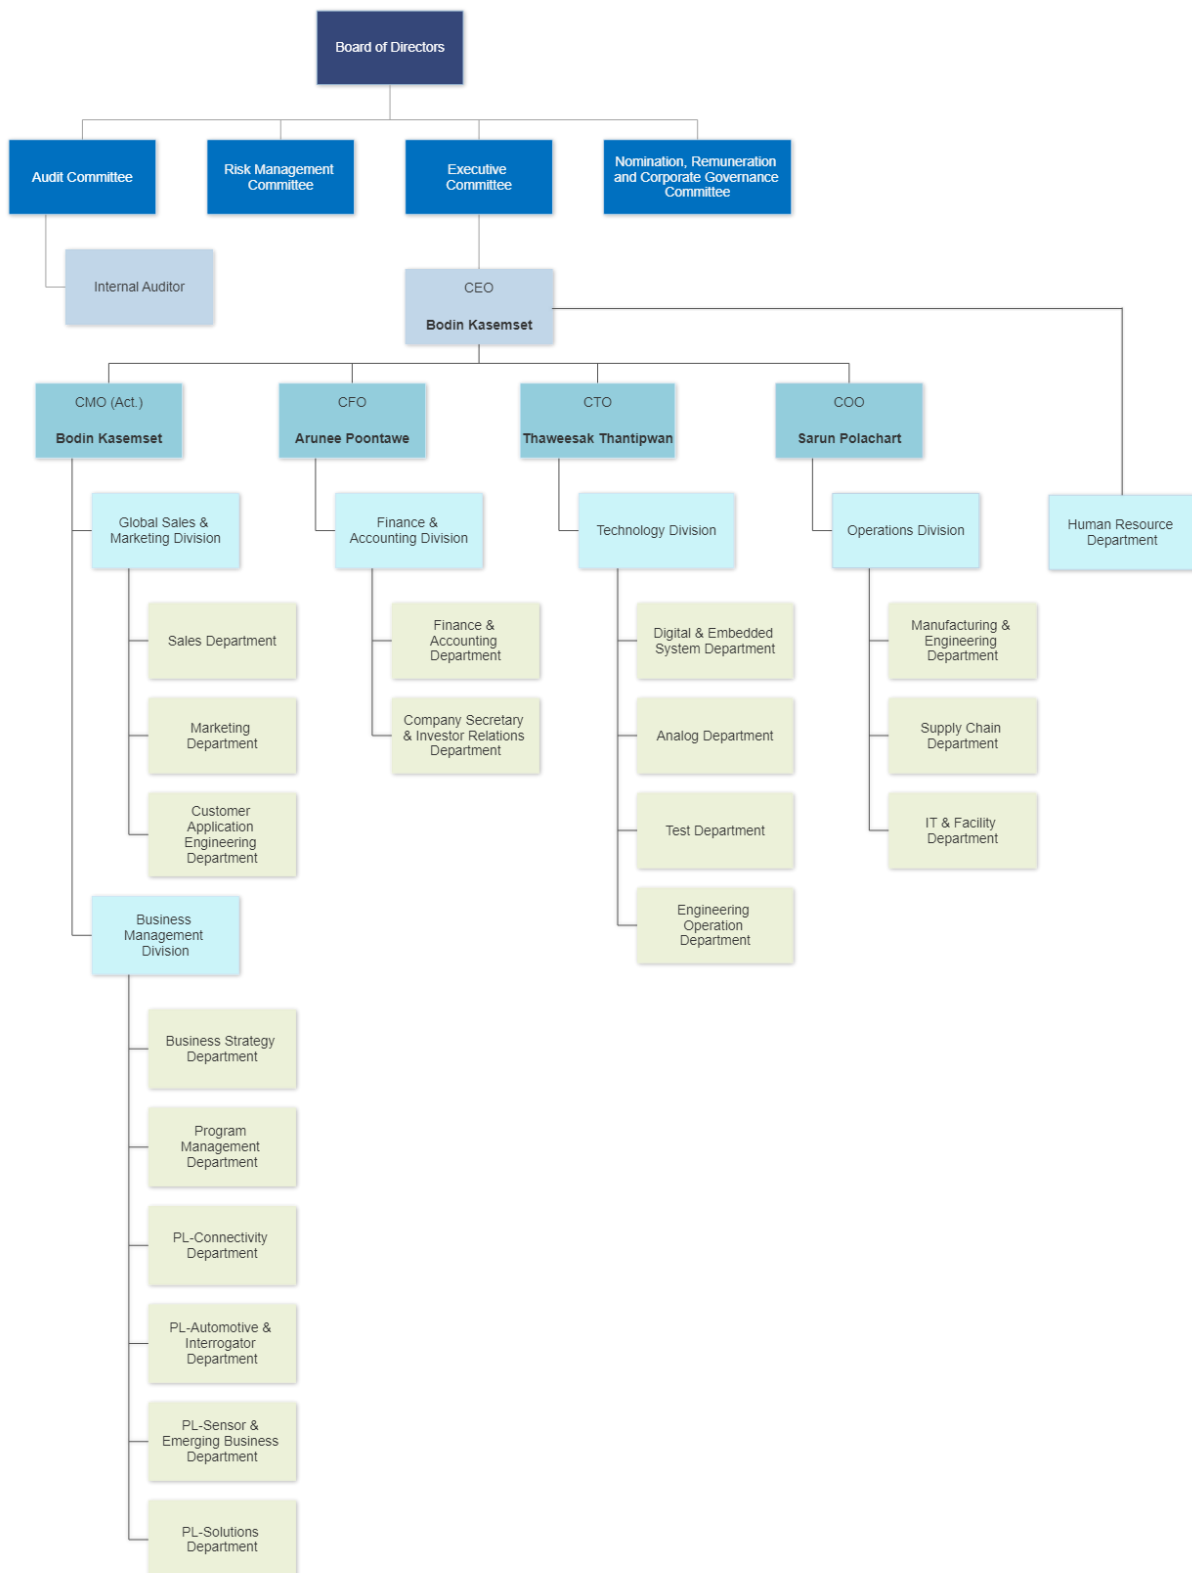 Board of Directors
Audit Committee
Risk Management
Committee
Executive
Committee
Nomination, Remuneration
and Corporate Governance
Committee
Internal Auditor
CEO
Bodin Kasemset
CMO (Act.)
Bodin Kasemset
CFO
Arunee Poontawe
CTO
Thaweesak Thantipwan
COO
Sarun Polachart
Global Sales &
Marketing Division
Finance &
Accounting Division
Technology Division
Operations Division
Human Resource
Department
Sales Department
Marketing
Department
Customer
Application
Engineering
Department
Finance &
Accounting
Department
Company Secretary
& Investor Relations
Department
Digital & Embedded
System Department
Analog Department
Test Department
Engineering
Operation
Department
Manufacturing &
Engineering
Department
Supply Chain
Department
IT & Facility
Department
Business
Management
Division
Business Strategy
Department
Program
Management
Department
PL-Connectivity
Department
PL-Automotive &
Interrogator
Department
PL-Sensor &
Emerging Business
Department
PL-Solutions
Department